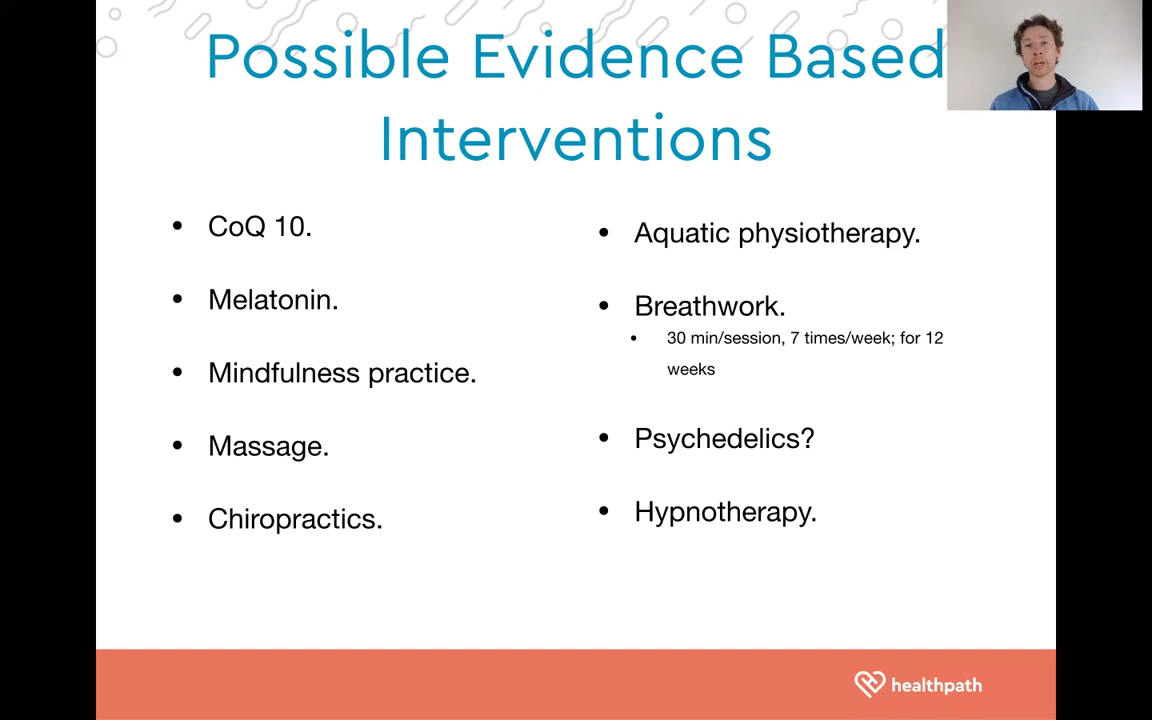 Possible Evidence Based
Interventions
• CoQ 10.
• Melatonin.
• Mindfulness practice.
• Massage.
• Chiropractics.
• Aquatic physiotherapy.
• Breathwork.
• 30 min/session, 7 times/week; for 12
weeks
• Psychedelics?
• Hypnotherapy.
healthpath